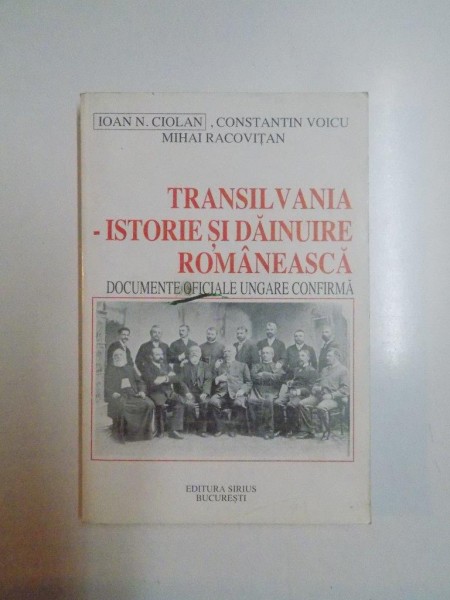 IOAN N. CIOLAN , CONSTANTIN VOICU
MIHAI RACOVIȚAN
TRANSILVANIA
- ISTORIE ȘI DĂINUIRE
ROMÂNEASCĂ
DOCUMENTE OFICIALE UNGARE CONFIRMĂ
EDITURA SIRIUS
BUCUREȘTI